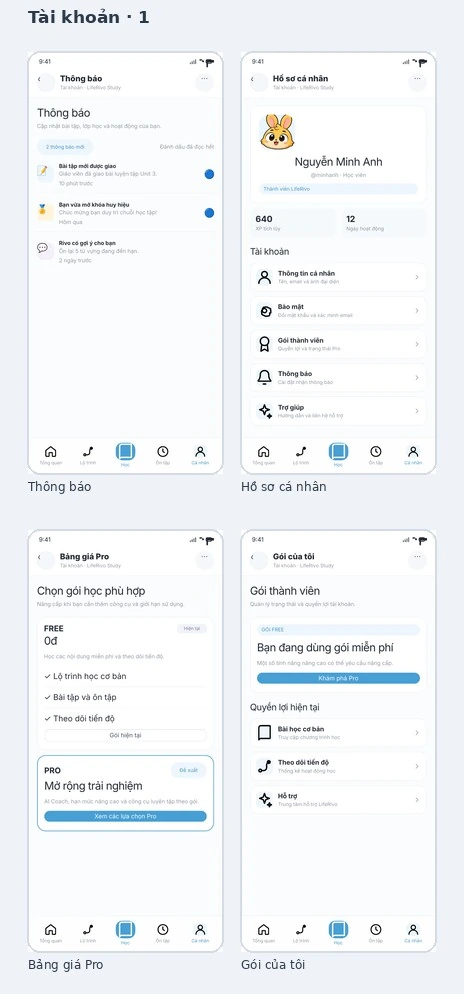 Tài khoản · 1
9:41
‹
Thông báo
Tài khoản · LifeRivo Study
...
Thông báo
Cập nhật bài tập, lớp học và hoạt động của bạn.
2 thông báo mới
Đánh dấu đã đọc hết
Bài tập mới được giao
Giáo viên đã giao bài luyện tập Unit 3.
10 phút trước
Bạn vừa mở khóa huy hiệu
Chúc mừng bạn duy trì chuỗi học tập!
Hôm qua
Rivo có gợi ý cho bạn
Ôn lại 5 từ vựng đang đến hạn.
2 ngày trước
Tổng quan
Lộ trình
Học
Ôn tập
Cá nhân
Thông báo
9:41
‹
Hồ sơ cá nhân
Tài khoản · LifeRivo Study
...
Nguyễn Minh Anh
@minhanh · Học viên
Thành viên LifeRivo
640
XP tích lũy
12
Ngày hoạt động
Tài khoản
Thông tin cá nhân
Tên, email và ảnh đại diện
›
Bảo mật
Đổi mật khẩu và xác minh email
›
Gói thành viên
Quyền lợi và trạng thái Pro
›
Thông báo
Cài đặt nhận thông báo
›
Trợ giúp
Hướng dẫn và liên hệ hỗ trợ
›
Tổng quan
Lộ trình
Học
Ôn tập
Cá nhân
Hồ sơ cá nhân
9:41
‹
Bảng giá Pro
Tài khoản · LifeRivo Study
...
Chọn gói học phù hợp
Nâng cấp khi bạn cần thêm công cụ và giới hạn sử dụng.
FREE
Hiện tại
0đ
Học các nội dung miễn phí và theo dõi tiến độ.
✓ Lộ trình học cơ bản
✓ Bài tập và ôn tập
✓ Theo dõi tiến độ
Gói hiện tại
PRO
Đề xuất
Mở rộng trải nghiệm
AI Coach, hạn mức nâng cao và công cụ luyện tập theo gói.
Xem các lựa chọn Pro
Tổng quan
Lộ trình
Học
Ôn tập
Cá nhân
Bảng giá Pro
9:41
‹
Gói của tôi
Tài khoản · LifeRivo Study
...
Gói thành viên
Quản lý trạng thái và quyền lợi tài khoản.
GÓI FREE
Bạn đang dùng gói miễn phí
Một số tính năng nâng cao có thể yêu cầu nâng cấp.
Khám phá Pro
Quyền lợi hiện tại
Bài học cơ bản
Truy cập chương trình học
›
Theo dõi tiến độ
Thống kê hoạt động học
›
Hỗ trợ
Trung tâm hỗ trợ LifeRivo
›
Tổng quan
Lộ trình
Học
Ôn tập
Cá nhân
Gói của tôi